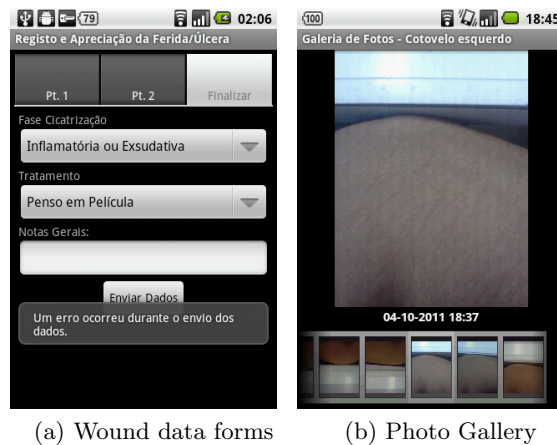 79
02:06
Registo e Apreciação da Ferida/Úlcera
Pt. 1
Pt. 2
Finalizar
Fase Cicatrização
Inflamatória ou Exsudativa
Tratamento
Penso em Película
Notas Gerais:
Enviar Dados
Um erro ocorreu durante o envio dos
dados.
(a) Wound data forms
100
18:45
Galeria de Fotos - Cotovelo esquerdo
04-10-2011 18:37
(b) Photo Gallery